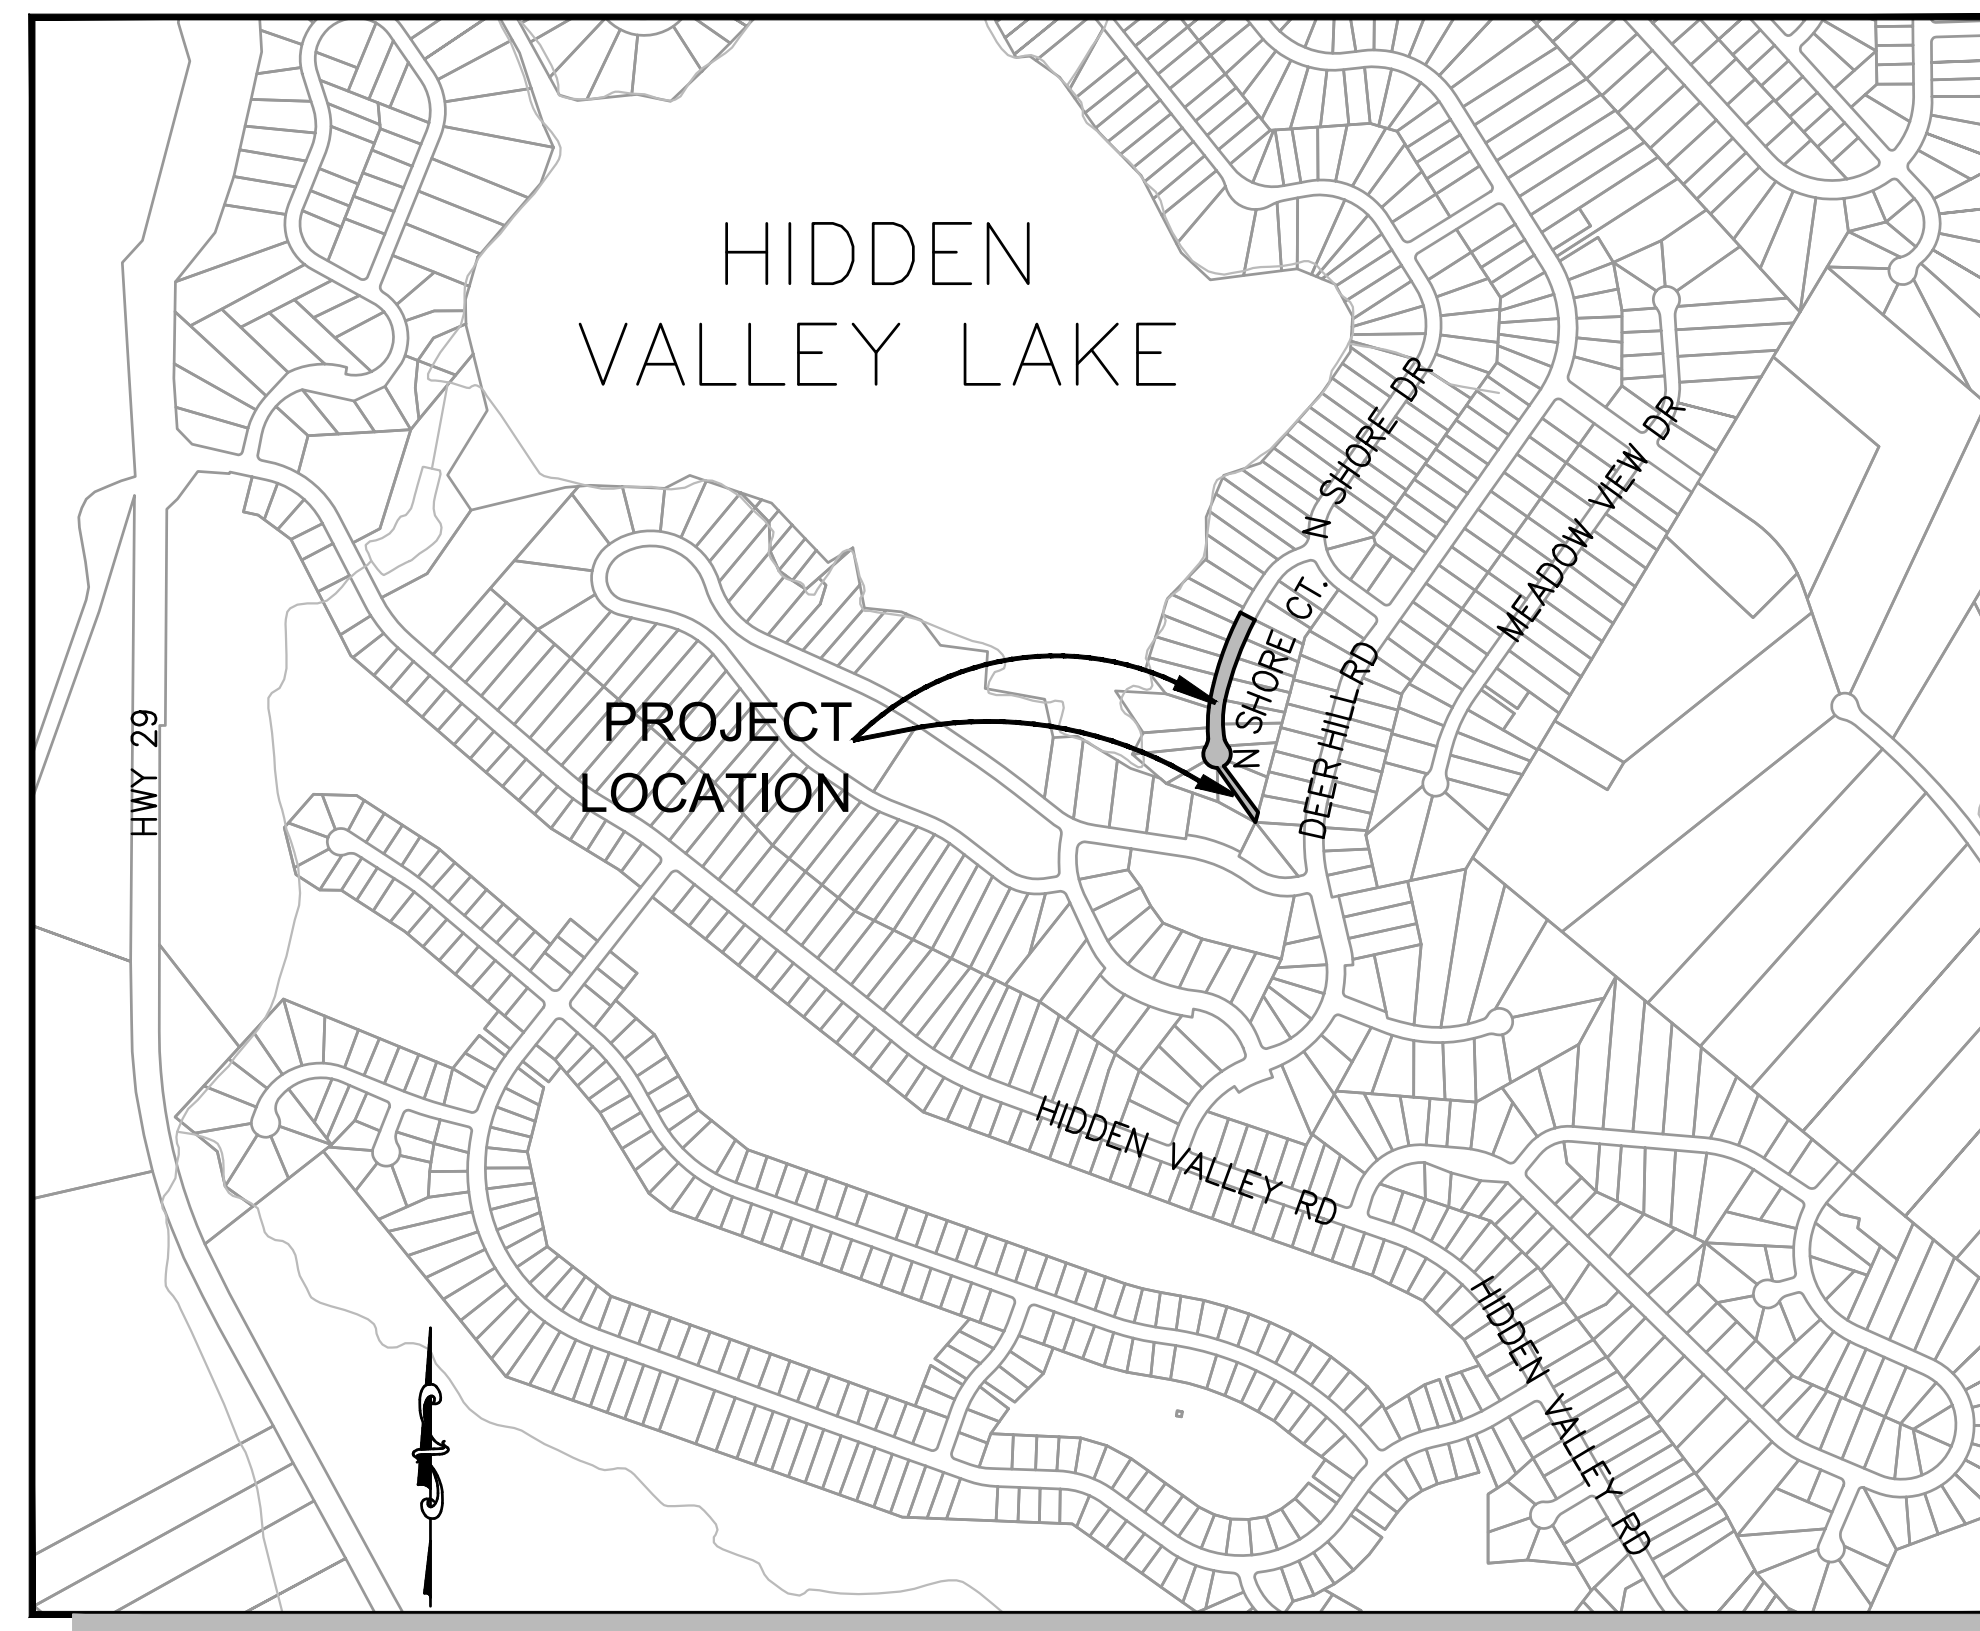 HIDDEN
VALLEY LAKE
N SHORE DR
MEADOW VIEW DR
N SHORE CT.
DEER HILL RD
PROJECT
LOCATION
HWY 29
HIDDEN VALLEY RD
HIDDEN VALLEY RD